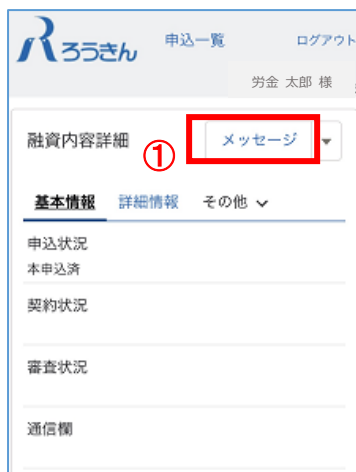 ろうきん 申込一覧 ログアウト
労金 太郎 様
融資内容詳細 ① メッセージ
基本情報 詳細情報 その他
申込状況
本申込済
契約状況
審査状況
通信欄